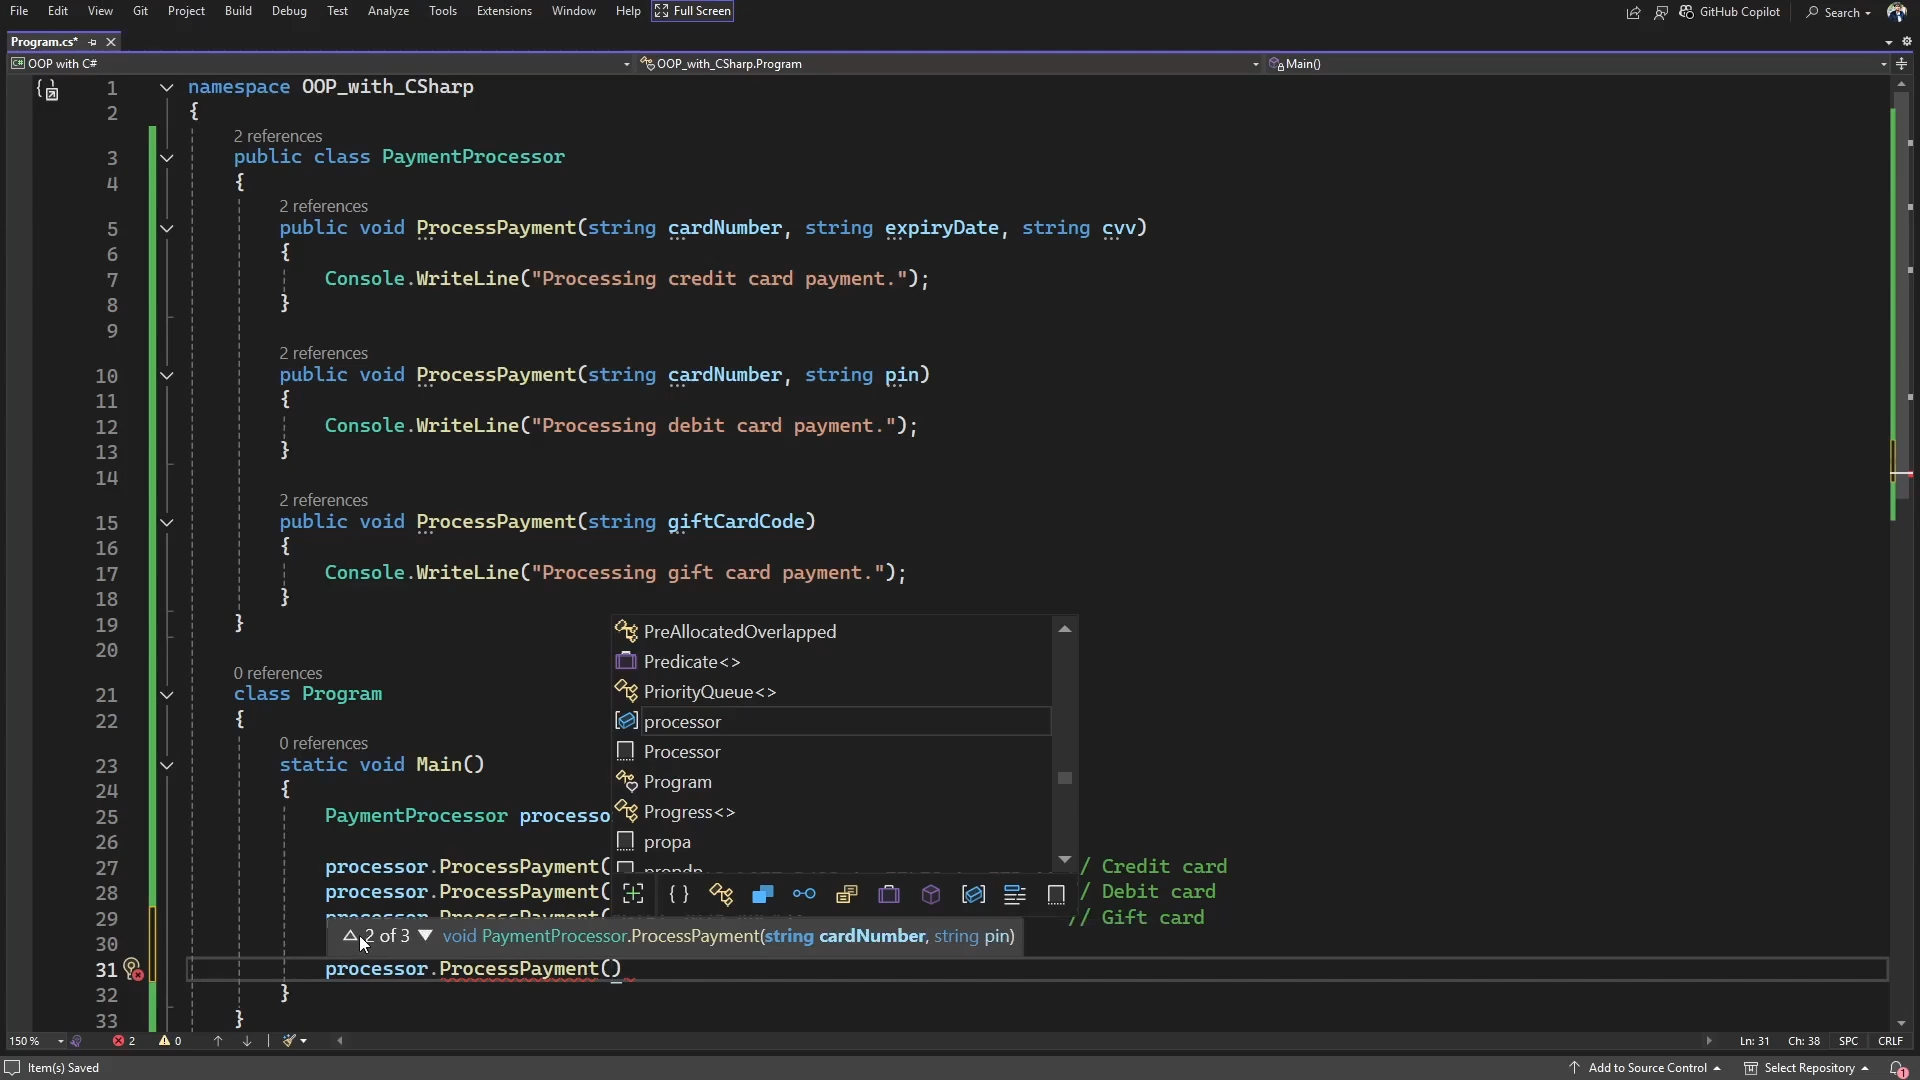 File Edit View Git Project Build Debug Test Analyze Tools Extensions Window Help Full Screen GitHub Copilot Search
Program.cs*
OOP with C# OOP_with_CSharp.Program Main()
1 namespace OOP_with_CSharp
2 {
2 references
3 public class PaymentProcessor
4 {
2 references
5 public void ProcessPayment(string cardNumber, string expiryDate, string cvv)
6 {
7 Console.WriteLine("Processing credit card payment.");
8 }
9
2 references
10 public void ProcessPayment(string cardNumber, string pin)
11 {
12 Console.WriteLine("Processing debit card payment.");
13 }
14
2 references
15 public void ProcessPayment(string giftCardCode)
16 {
17 Console.WriteLine("Processing gift card payment.");
18 }
19 }
20
0 references
21 class Program
22 {
0 references
23 static void Main()
24 {
25 PaymentProcessor processo
26
27 processor.ProcessPayment( / Credit card
28 processor.ProcessPayment( / Debit card
29 // Gift card
30
31 processor.ProcessPayment()
32 }
33 }
PreAllocatedOverlapped
Predicate<>
PriorityQueue<>
processor
Processor
Program
Progress<>
propa
2 of 3 void PaymentProcessor.ProcessPayment(string cardNumber, string pin)
150 % 2 0 Ln: 31 Ch: 38 SPC CRLF
Item(s) Saved Add to Source Control Select Repository 1